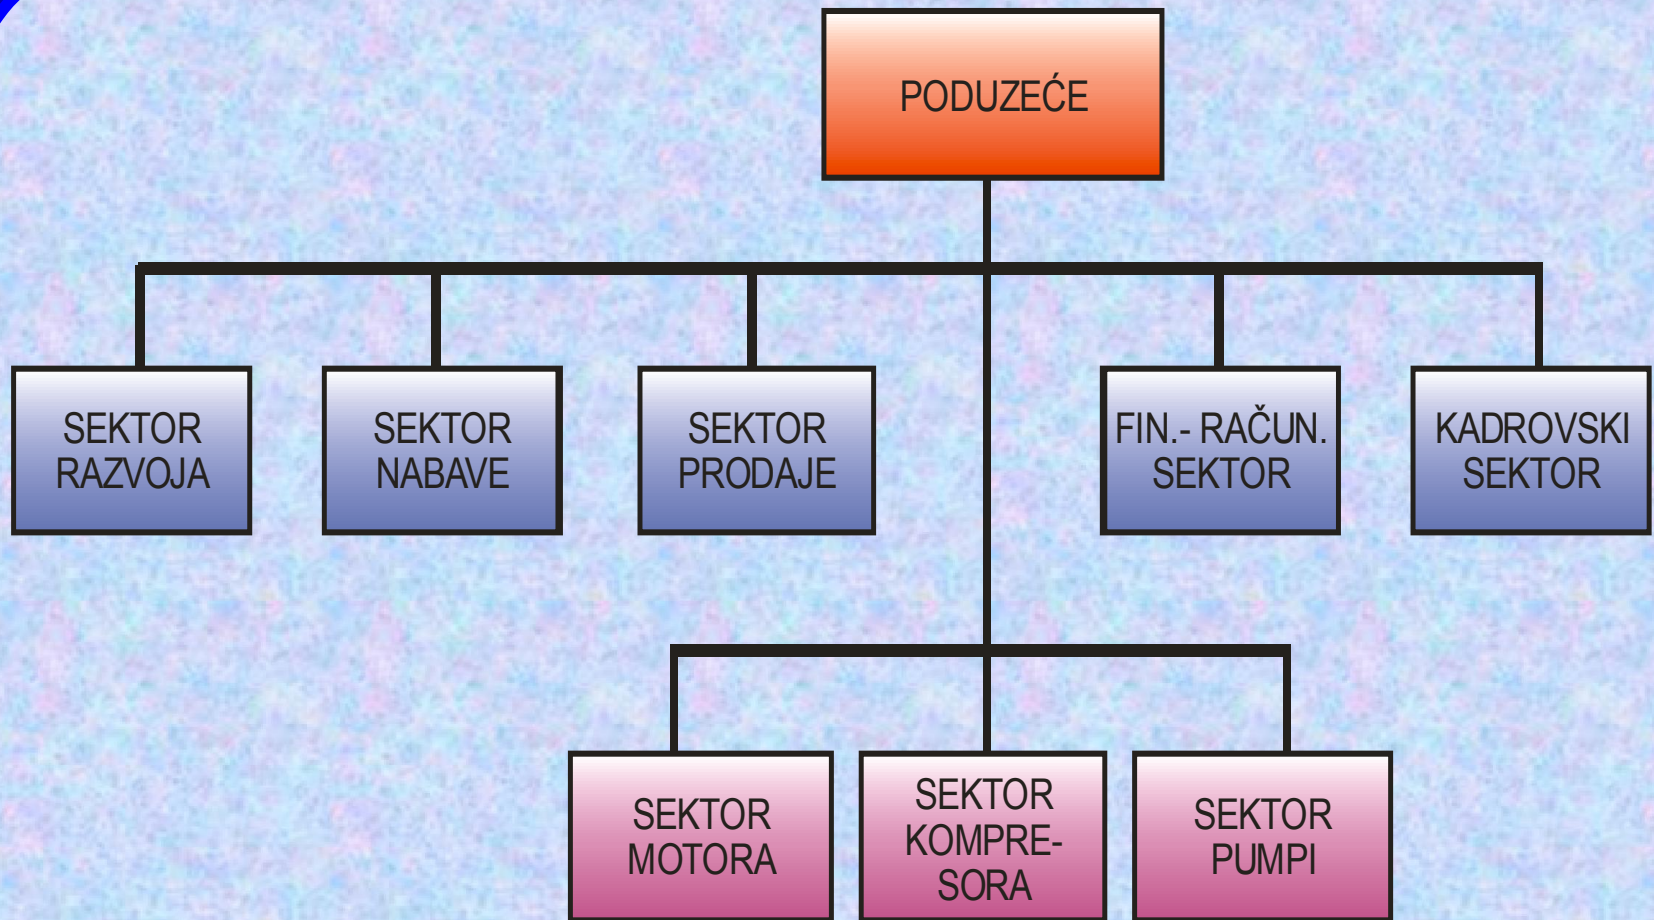 PODUZEĆE
SEKTOR
RAZVOJA
SEKTOR
NABAVE
SEKTOR
PRODAJE
FIN.- RAČUN.
SEKTOR
KADROVSKI
SEKTOR
SEKTOR
MOTORA
SEKTOR
KOMPRE-
SORA
SEKTOR
PUMPI